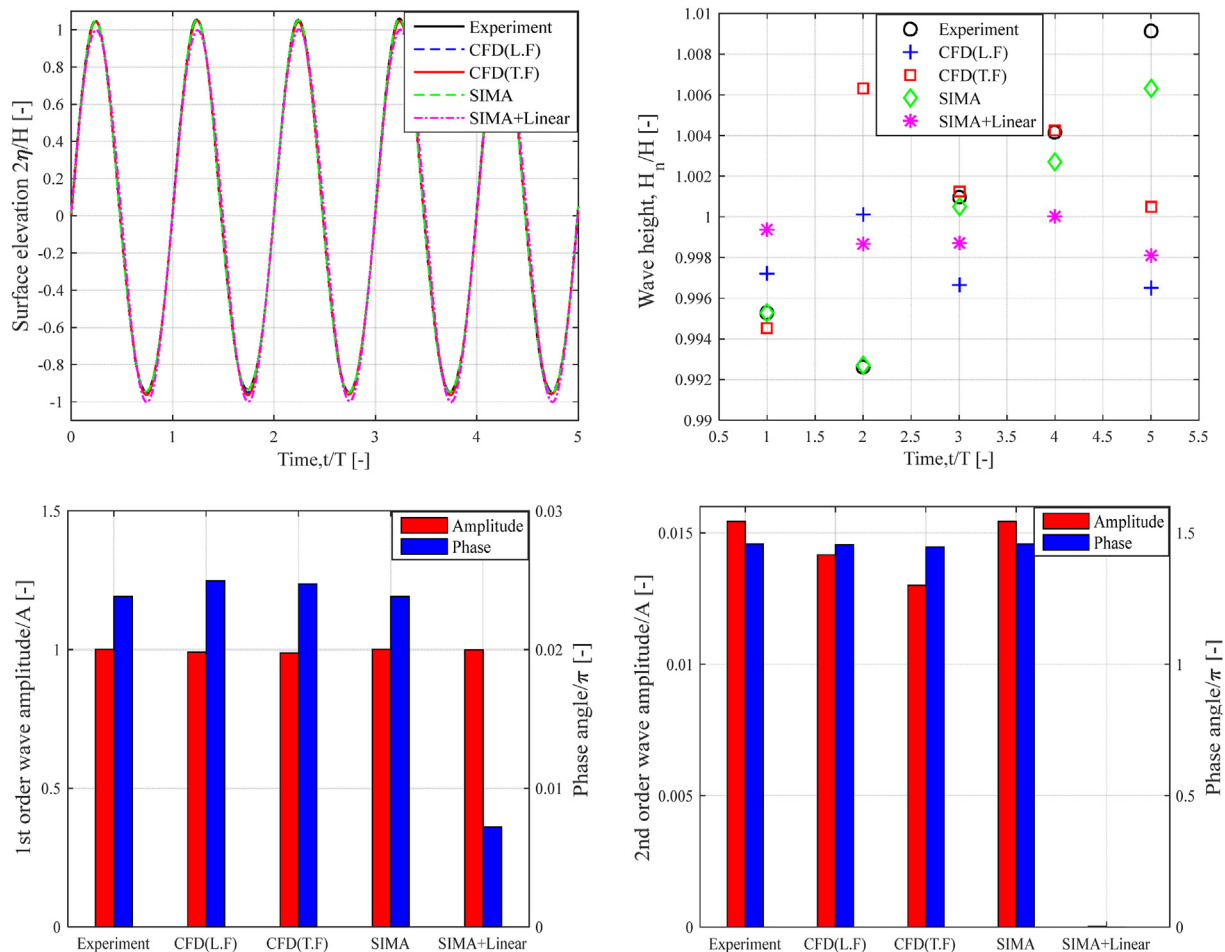 Surface elevation 2η/H [-]
1
0.8
0.6
0.4
0.2
0
-0.2
-0.4
-0.6
-0.8
-1
0
1
2
3
4
5
Time,t/T [-]
Experiment
CFD(L.F)
CFD(T.F)
SIMA
SIMA+Linear
Wave height, H_n/H [-]
1.01
1.008
1.006
1.004
1.002
1
0.998
0.996
0.994
0.992
0.99
0.5
1
1.5
2
2.5
3
3.5
4
4.5
5
5.5
Time,t/T [-]
Experiment
CFD(L.F)
CFD(T.F)
SIMA
SIMA+Linear
1st order wave amplitude/A [-]
1.5
1
0.5
0
Amplitude
Phase
0.03
0.02
0.01
0
Phase angle/π [-]
Experiment
CFD(L.F)
CFD(T.F)
SIMA
SIMA+Linear
2nd order wave amplitude/A [-]
0.015
0.01
0.005
0
Amplitude
Phase
1.5
1
0.5
0
Phase angle/π [-]
Experiment
CFD(L.F)
CFD(T.F)
SIMA
SIMA+Linear